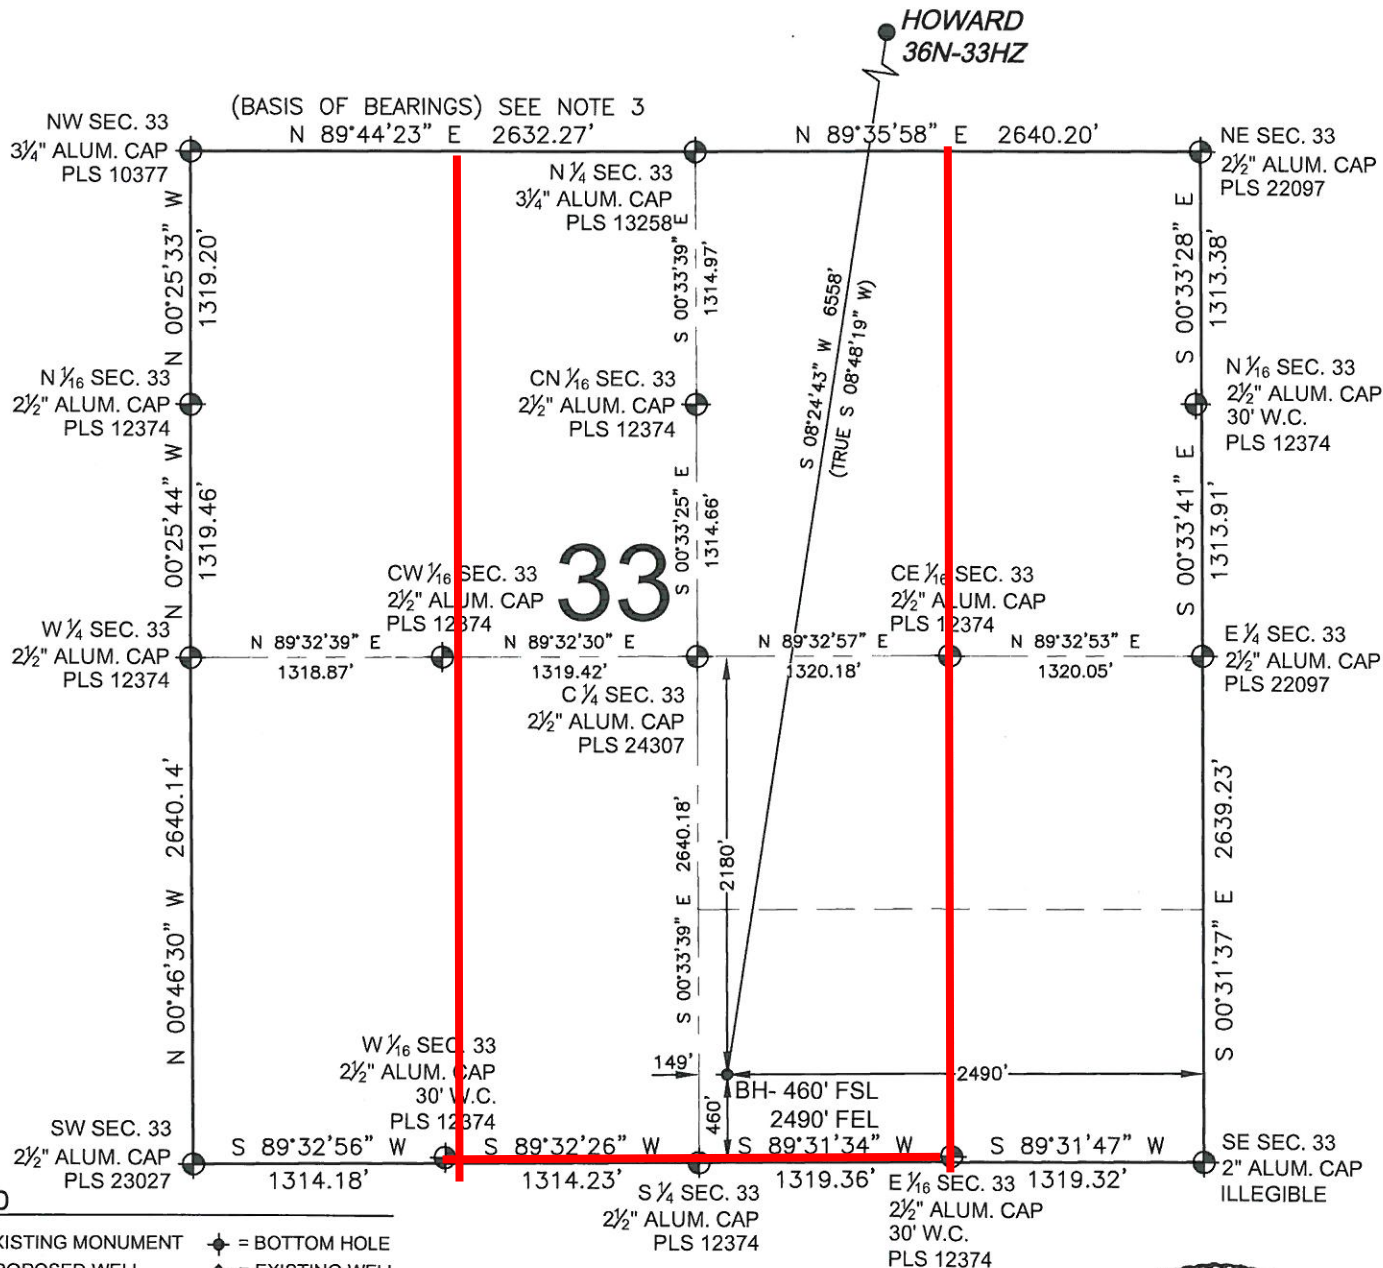 HOWARD
36N-33HZ
(BASIS OF BEARINGS) SEE NOTE 3
N 89°44'23" E 2632.27'
N 89°35'58" E 2640.20'
NW SEC. 33
3¼" ALUM. CAP
PLS 10377
N ¼ SEC. 33
3¼" ALUM. CAP
PLS 13258
NE SEC. 33
2½" ALUM. CAP
PLS 22097
N 00°25'33" W
1319.20'
S 00°33'39" E
1314.97'
S 08°24'43" W 6558'
(TRUE S 08°48'19" W)
S 00°33'28" E
1313.38'
N 1⁄16 SEC. 33
2½" ALUM. CAP
PLS 12374
CN 1⁄16 SEC. 33
2½" ALUM. CAP
PLS 12374
N 1⁄16 SEC. 33
2½" ALUM. CAP
30' W.C.
PLS 12374
N 00°25'44" W
1319.46'
S 00°33'25" E
1314.66'
S 00°33'41" E
1313.91'
33
CW 1⁄16 SEC. 33
2½" ALUM. CAP
PLS 12374
CE 1⁄16 SEC. 33
2½" ALUM. CAP
PLS 12374
W ¼ SEC. 33
2½" ALUM. CAP
PLS 12374
N 89°32'39" E
1318.87'
N 89°32'30" E
1319.42'
N 89°32'57" E
1320.18'
N 89°32'53" E
1320.05'
E ¼ SEC. 33
2½" ALUM. CAP
PLS 22097
C ¼ SEC. 33
2½" ALUM. CAP
PLS 24307
N 00°46'30" W 2640.14'
S 00°33'39" E 2640.18'
2180'
S 00°31'37" E 2639.23'
W 1⁄16 SEC. 33
2½" ALUM. CAP
30' W.C.
PLS 12374
149'
2490'
460'
BH- 460' FSL
2490' FEL
SW SEC. 33
2½" ALUM. CAP
PLS 23027
S 89°32'56" W
1314.18'
S 89°32'26" W
1314.23'
S 89°31'34" W
1319.36'
S 89°31'47" W
1319.32'
SE SEC. 33
2" ALUM. CAP
ILLEGIBLE
S ¼ SEC. 33
2½" ALUM. CAP
PLS 12374
E 1⁄16 SEC. 33
2½" ALUM. CAP
30' W.C.
PLS 12374
XISTING MONUMENT
= BOTTOM HOLE